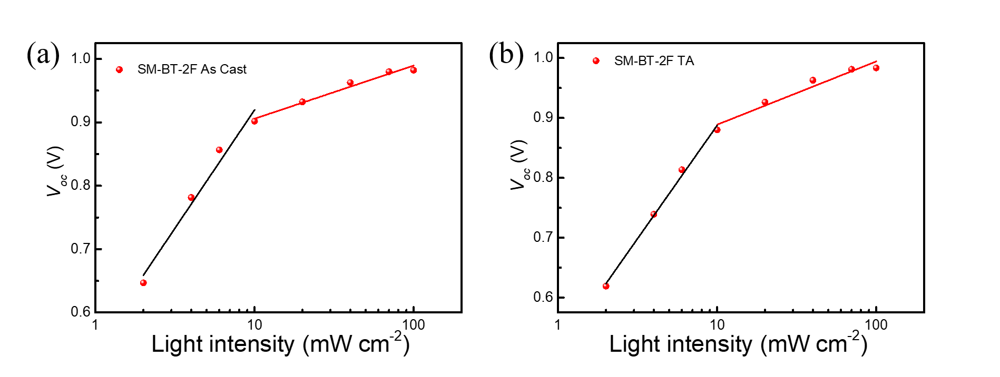 (a)
SM-BT-2F As Cast
1.0
0.9
0.8
0.7
0.6
V_oc (V)
1
10
100
Light intensity (mW cm^-2)
(b)
SM-BT-2F TA
1.0
0.9
0.8
0.7
0.6
V_oc (V)
1
10
100
Light intensity (mW cm^-2)